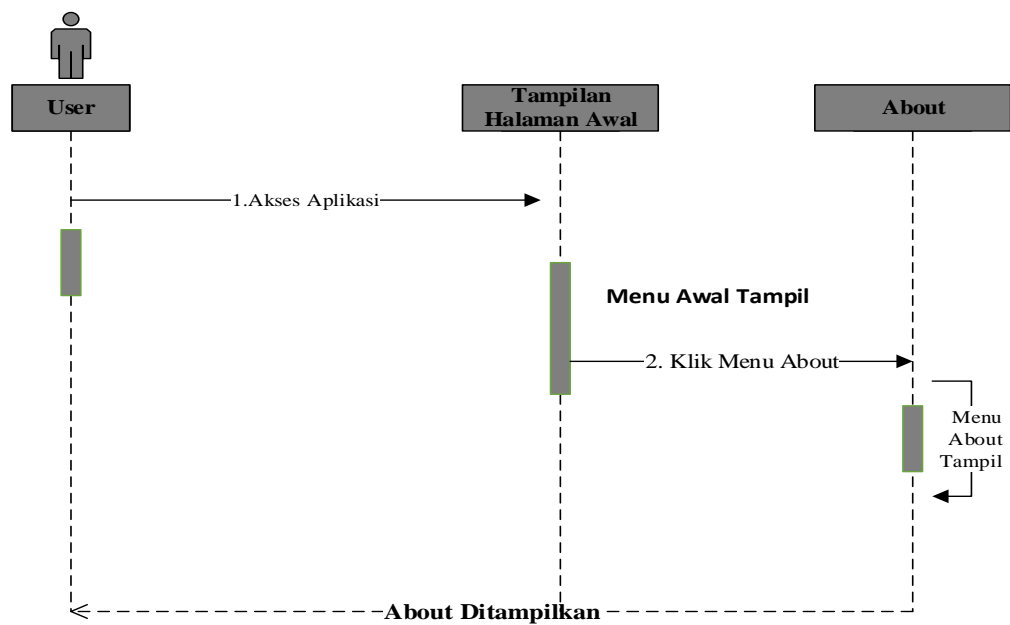 User
Tampilan
Halaman Awal
About
1.Akses Aplikasi
Menu Awal Tampil
2. Klik Menu About
Menu
About
Tampil
About Ditampilkan